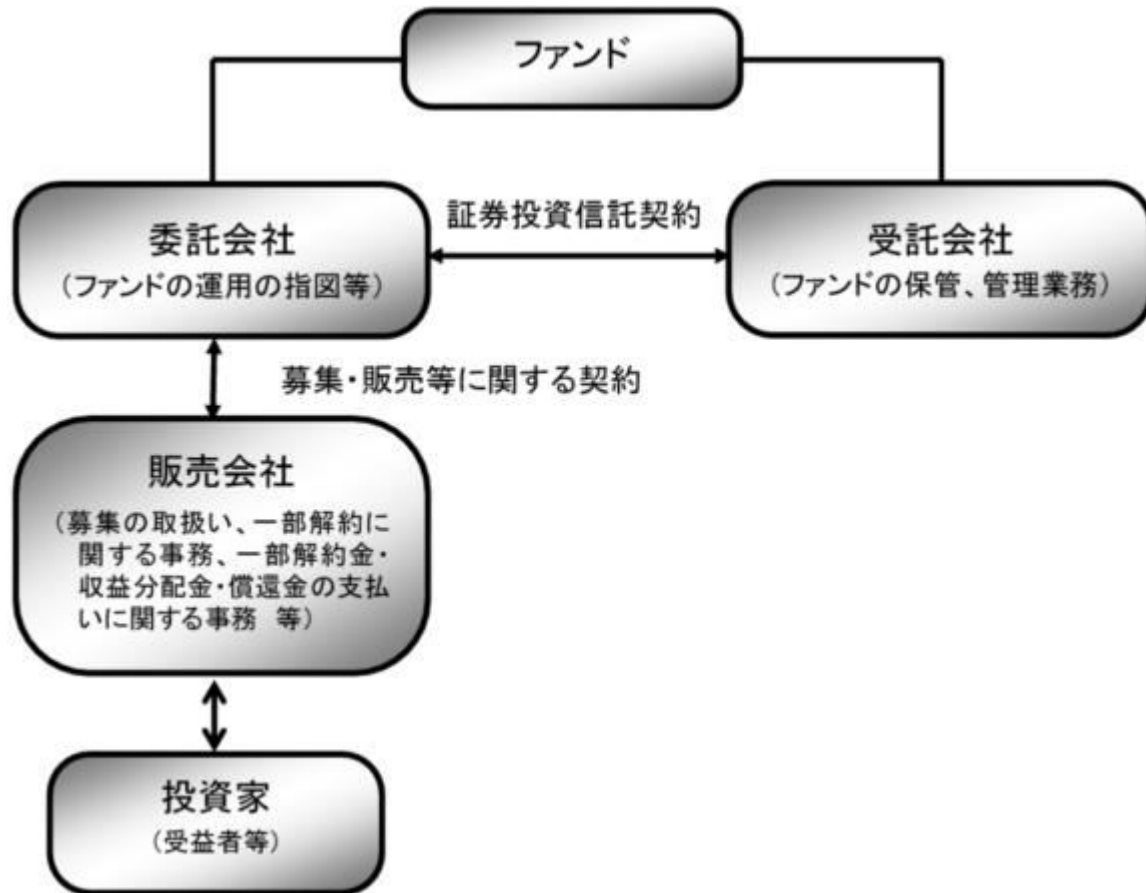 ファンド
委託会社
（ファンドの運用の指図等）
証券投資信託契約
受託会社
（ファンドの保管、管理業務）
募集・販売等に関する契約
販売会社
（募集の取扱い、一部解約に
関する事務、一部解約金・
収益分配金・償還金の支払
いに関する事務　等）
投資家
（受益者等）